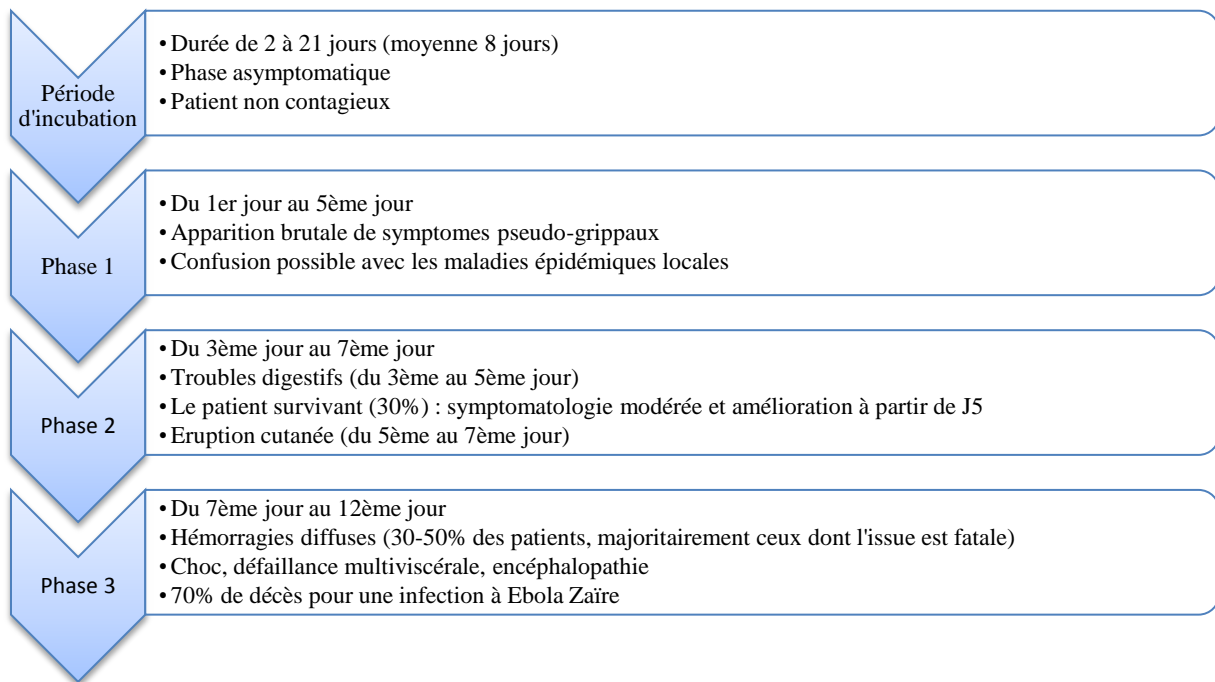 Période
d'incubation
•Durée de 2 à 21 jours (moyenne 8 jours)
•Phase asymptomatique
•Patient non contagieux
Phase 1
•Du 1er jour au 5ème jour
•Apparition brutale de symptomes pseudo-grippaux
•Confusion possible avec les maladies épidémiques locales
Phase 2
•Du 3ème jour au 7ème jour
•Troubles digestifs (du 3ème au 5ème jour)
•Le patient survivant (30%) : symptomatologie modérée et amélioration à partir de J5
•Eruption cutanée (du 5ème au 7ème jour)
Phase 3
•Du 7ème jour au 12ème jour
•Hémorragies diffuses (30-50% des patients, majoritairement ceux dont l'issue est fatale)
•Choc, défaillance multiviscérale, encéphalopathie
•70% de décès pour une infection à Ebola Zaïre